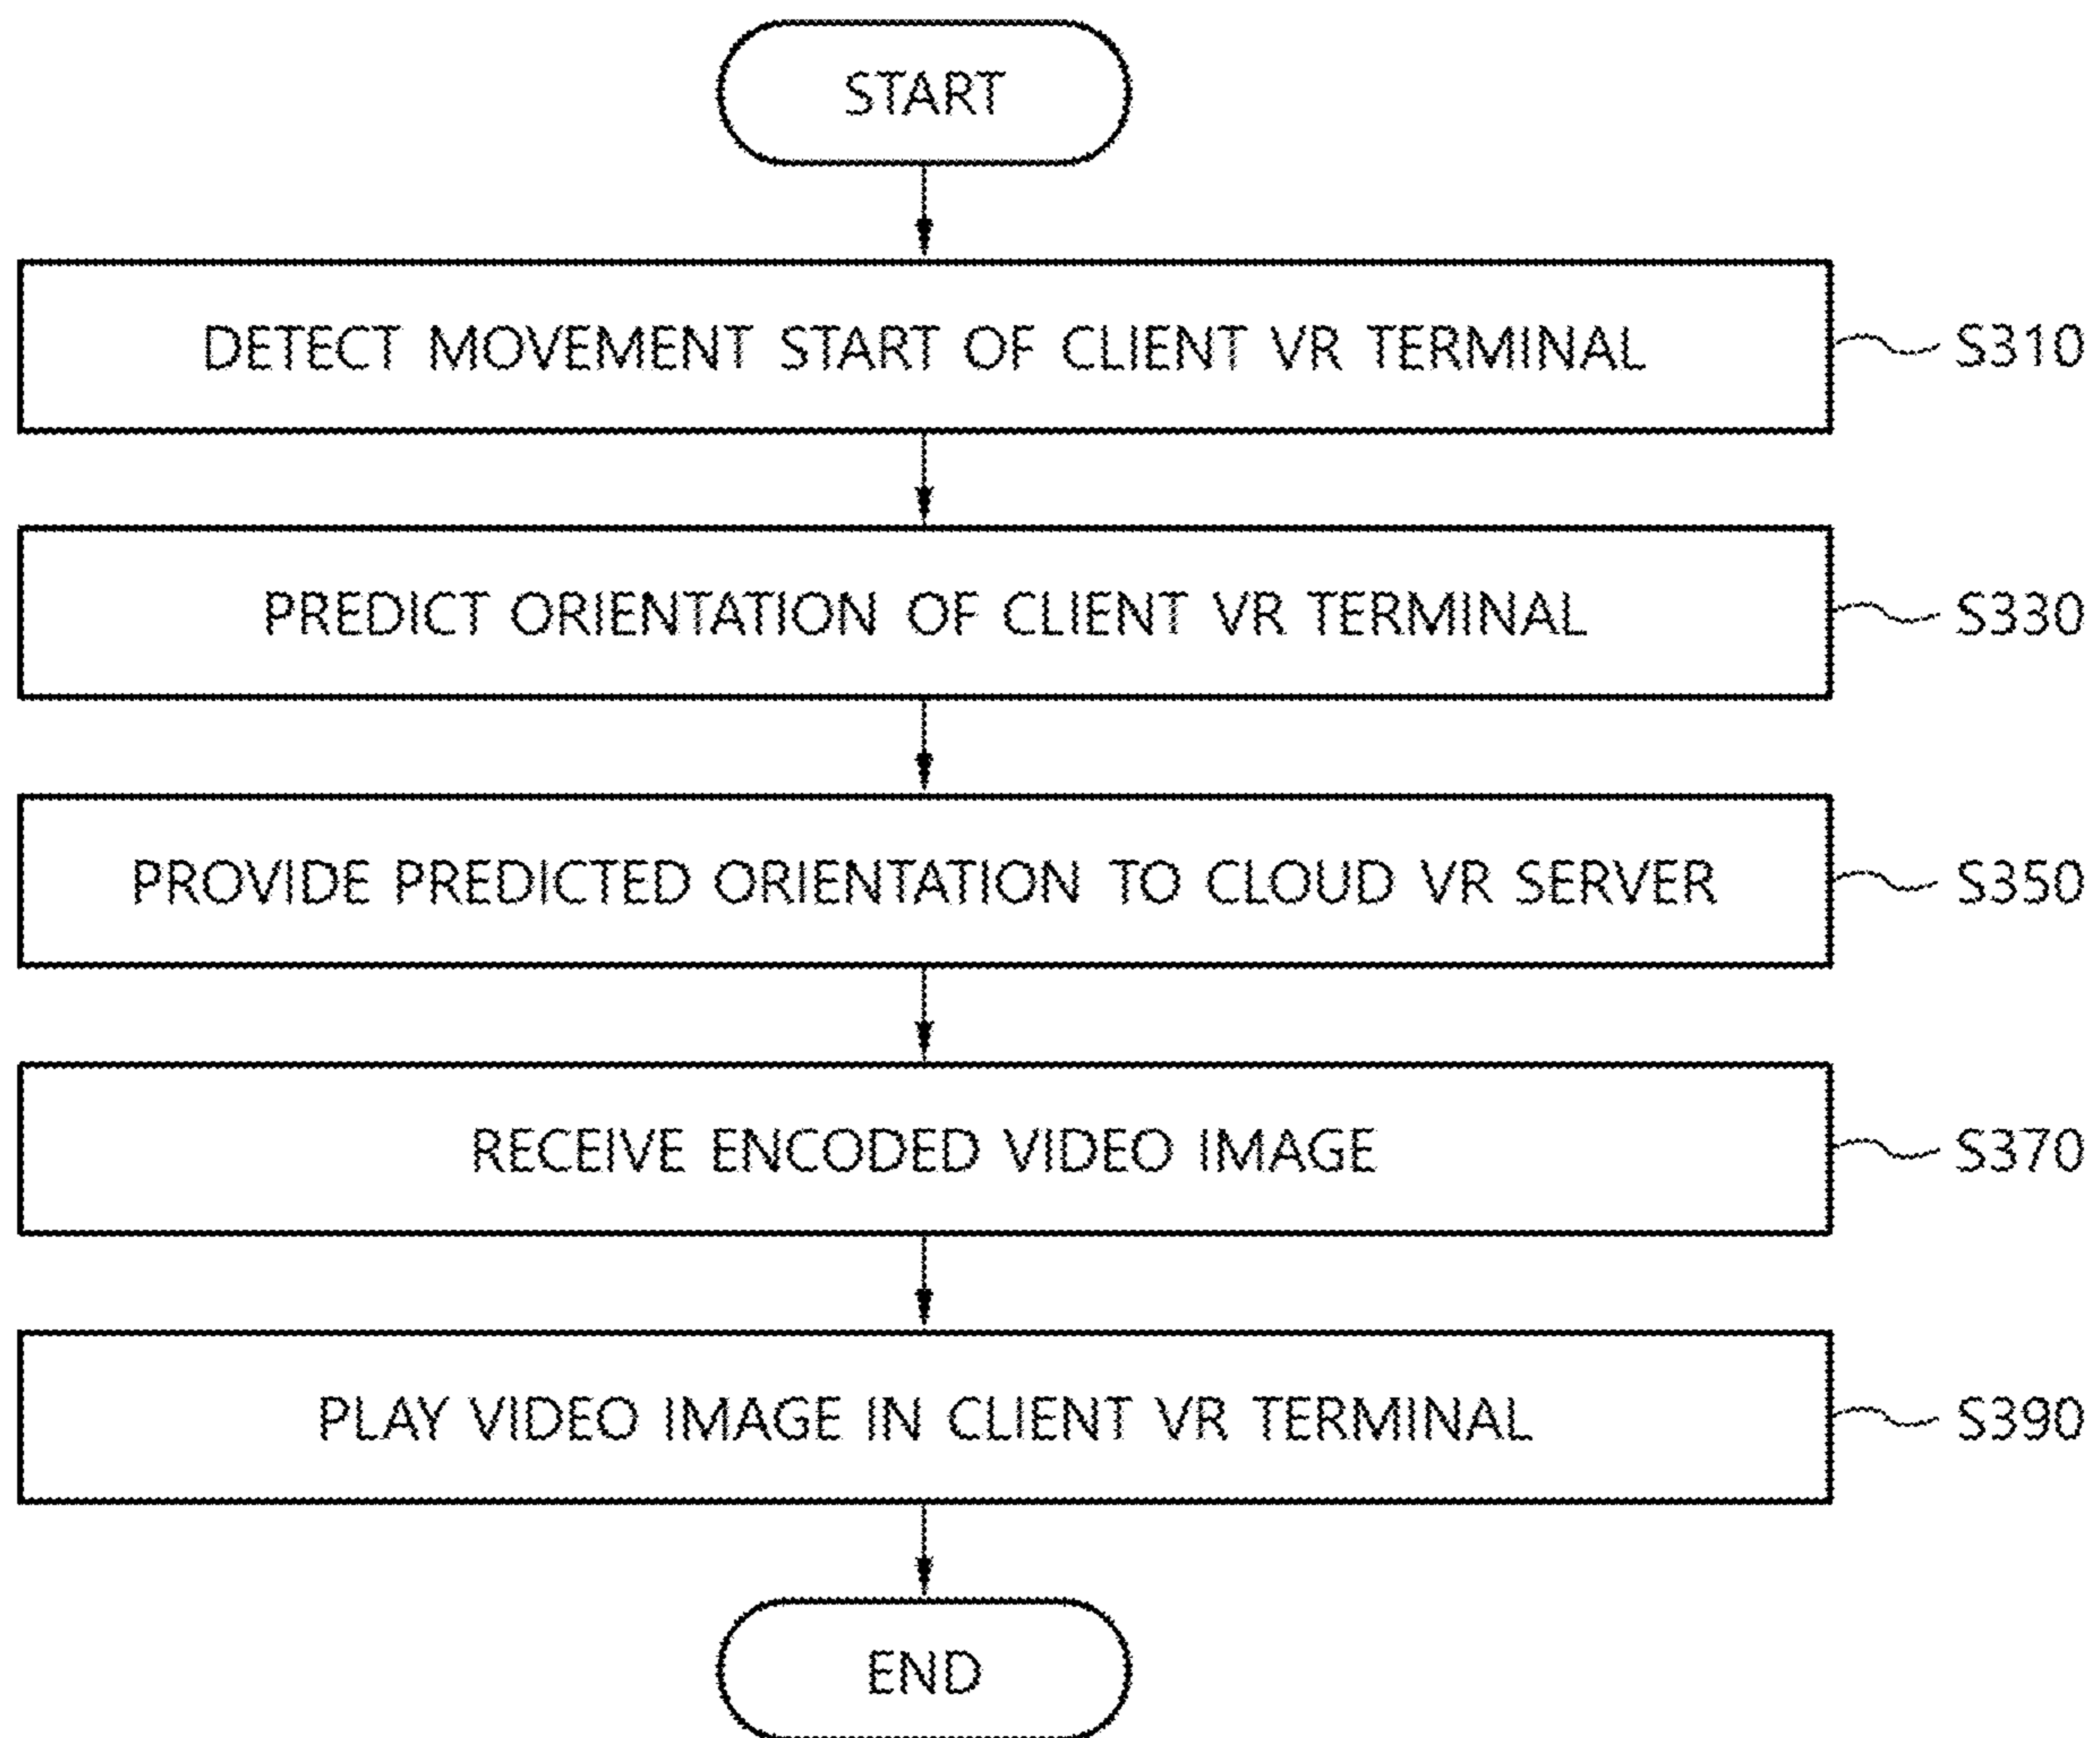 START
DETECT MOVEMENT START OF CLIENT VR TERMINAL S310
PREDICT ORIENTATION OF CLIENT VR TERMINAL S330
PROVIDE PREDICTED ORIENTATION TO CLOUD VR SERVER S350
RECEIVE ENCODED VIDEO IMAGE S370
PLAY VIDEO IMAGE IN CLIENT VR TERMINAL S390
END